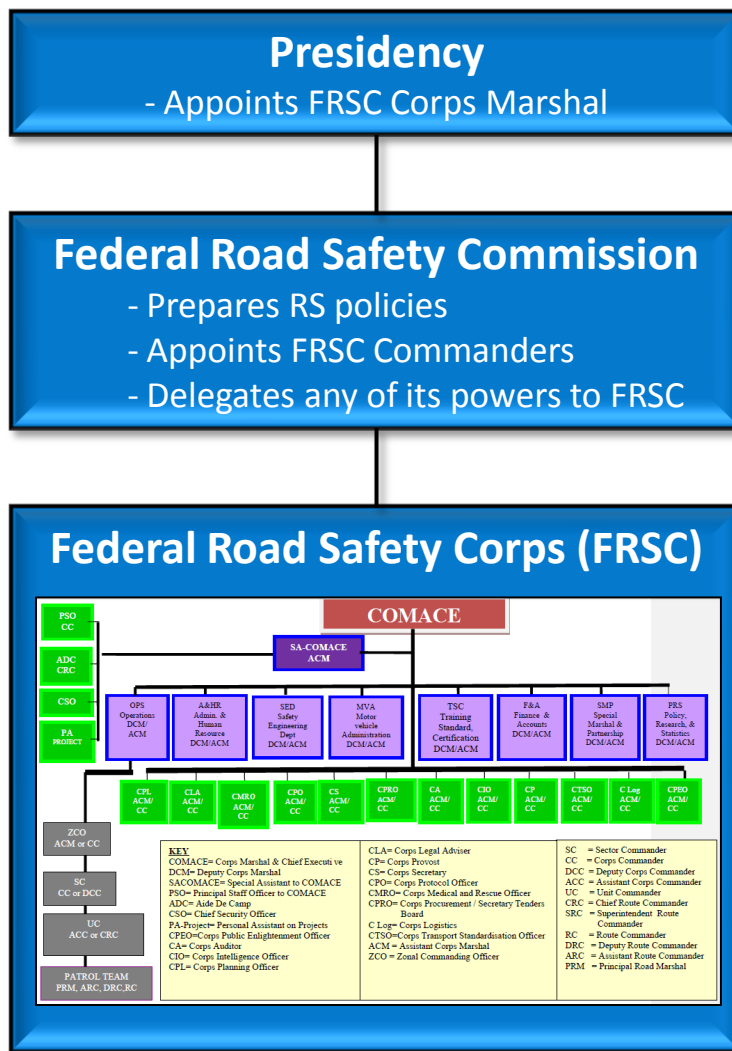 Presidency
- Appoints FRSC Corps Marshal
Federal Road Safety Commission
- Prepares RS policies
- Appoints FRSC Commanders
- Delegates any of its powers to FRSC
Federal Road Safety Corps (FRSC)
COMACE
PSO
CC
SA-COMACE
ACM
ADC
CRC
CSO
PA
PROJECT
OPS
Operations
DCM/
ACM
A&HR
Admin. &
Human
Resource
DCM/ACM
SED
Safety
Engineering
Dept
DCM/ACM
MVA
Motor
vehicle
Administration
DCM/ACM
TSC
Training
Standard,
Certification
DCM/ACM
F&A
Finance &
Accounts
DCM/ACM
SMP
Special
Marshal &
Partnership
DCM/ACM
PRS
Policy,
Research, &
Statistics
DCM/ACM
CPL
ACM/
CC
CLA
ACM/
CC
CMRO
ACM/
CC
CPO
ACM/
CC
CS
ACM/
CC
CPRO
ACM/
CC
CA
ACM/
CC
CIO
ACM/
CC
CP
ACM/
CC
CTSO
ACM/
CC
C Log
ACM/
CC
CPEO
ACM/
CC
ZCO
ACM or CC
SC
CC or DCC
UC
ACC or CRC
PATROL TEAM
PRM, ARC, DRC,RC
KEY
COMACE= Corps Marshal & Chief Executi ve
DCM= Deputy Corps Marshal
SACOMACE= Special Assistant to COMACE
PSO= Principal Staff Officer to COMACE
ADC= Aide De Camp
CSO= Chief Security Officer
PA-Project= Personal Assistant on Projects
CPEO=Corps Public Enlightenment Officer
CA= Corps Auditor
CIO= Corps Intelligence Officer
CPL= Corps Planning Officer
CLA= Corps Legal Adviser
CP= Corps Provost
CS= Corps Secretary
CPO= Corps Protocol Officer
CMRO= Corps Medical and Rescue Officer
CPRO= Corps Procurement / Secretary Tenders
Board
C Log= Corps Logistics
CTSO=Corps Transport Standardisation Officer
ACM = Assistant Corps Marshal
ZCO = Zonal Commanding Officer
SC = Sector Commander
CC = Corps Commander
DCC = Deputy Corps Commander
ACC = Assistant Corps Commander
UC = Unit Commander
CRC = Chief Route Commander
SRC = Superintendent Route
Commander
RC = Route Commander
DRC = Deputy Route Commander
ARC = Assistant Route Commander
PRM = Principal Road Marshal